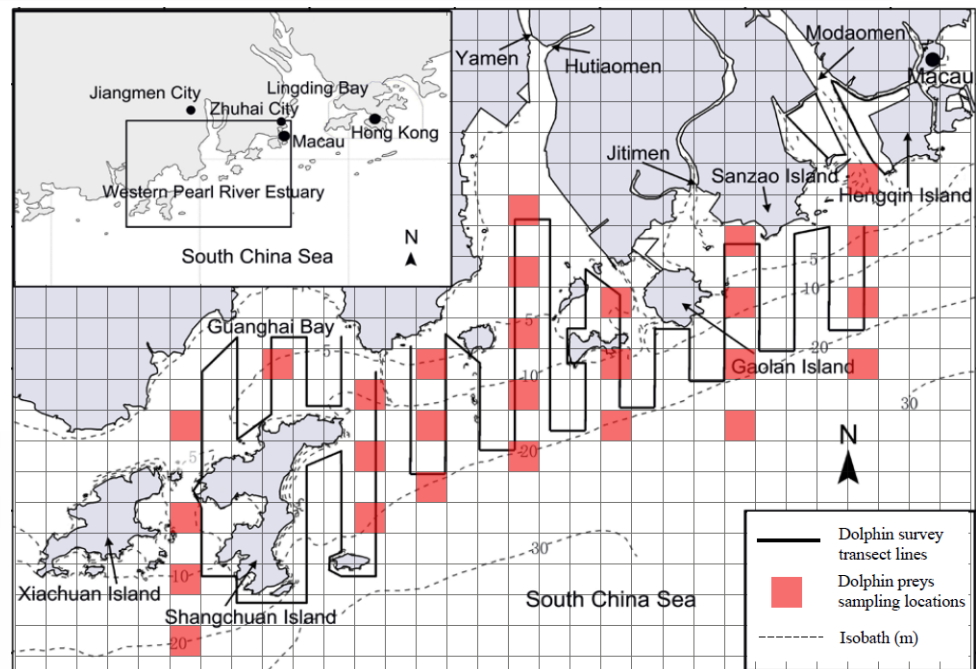 Jiangmen City
Lingding Bay
Zhuhai City
Macau
Hong Kong
Western Pearl River Estuary
South China Sea
N
Yamen
Hutiaomen
Modaomen
Macau
Jitimen
Sanzao Island
Hengqin Island
5
10
20
Gaolan Island
30
Guanghai Bay
5
5
10
20
5
5
10
20
30
N
Xiachuan Island
Shangchuan Island
South China Sea
Dolphin survey
transect lines
Dolphin preys
sampling locations
Isobath (m)